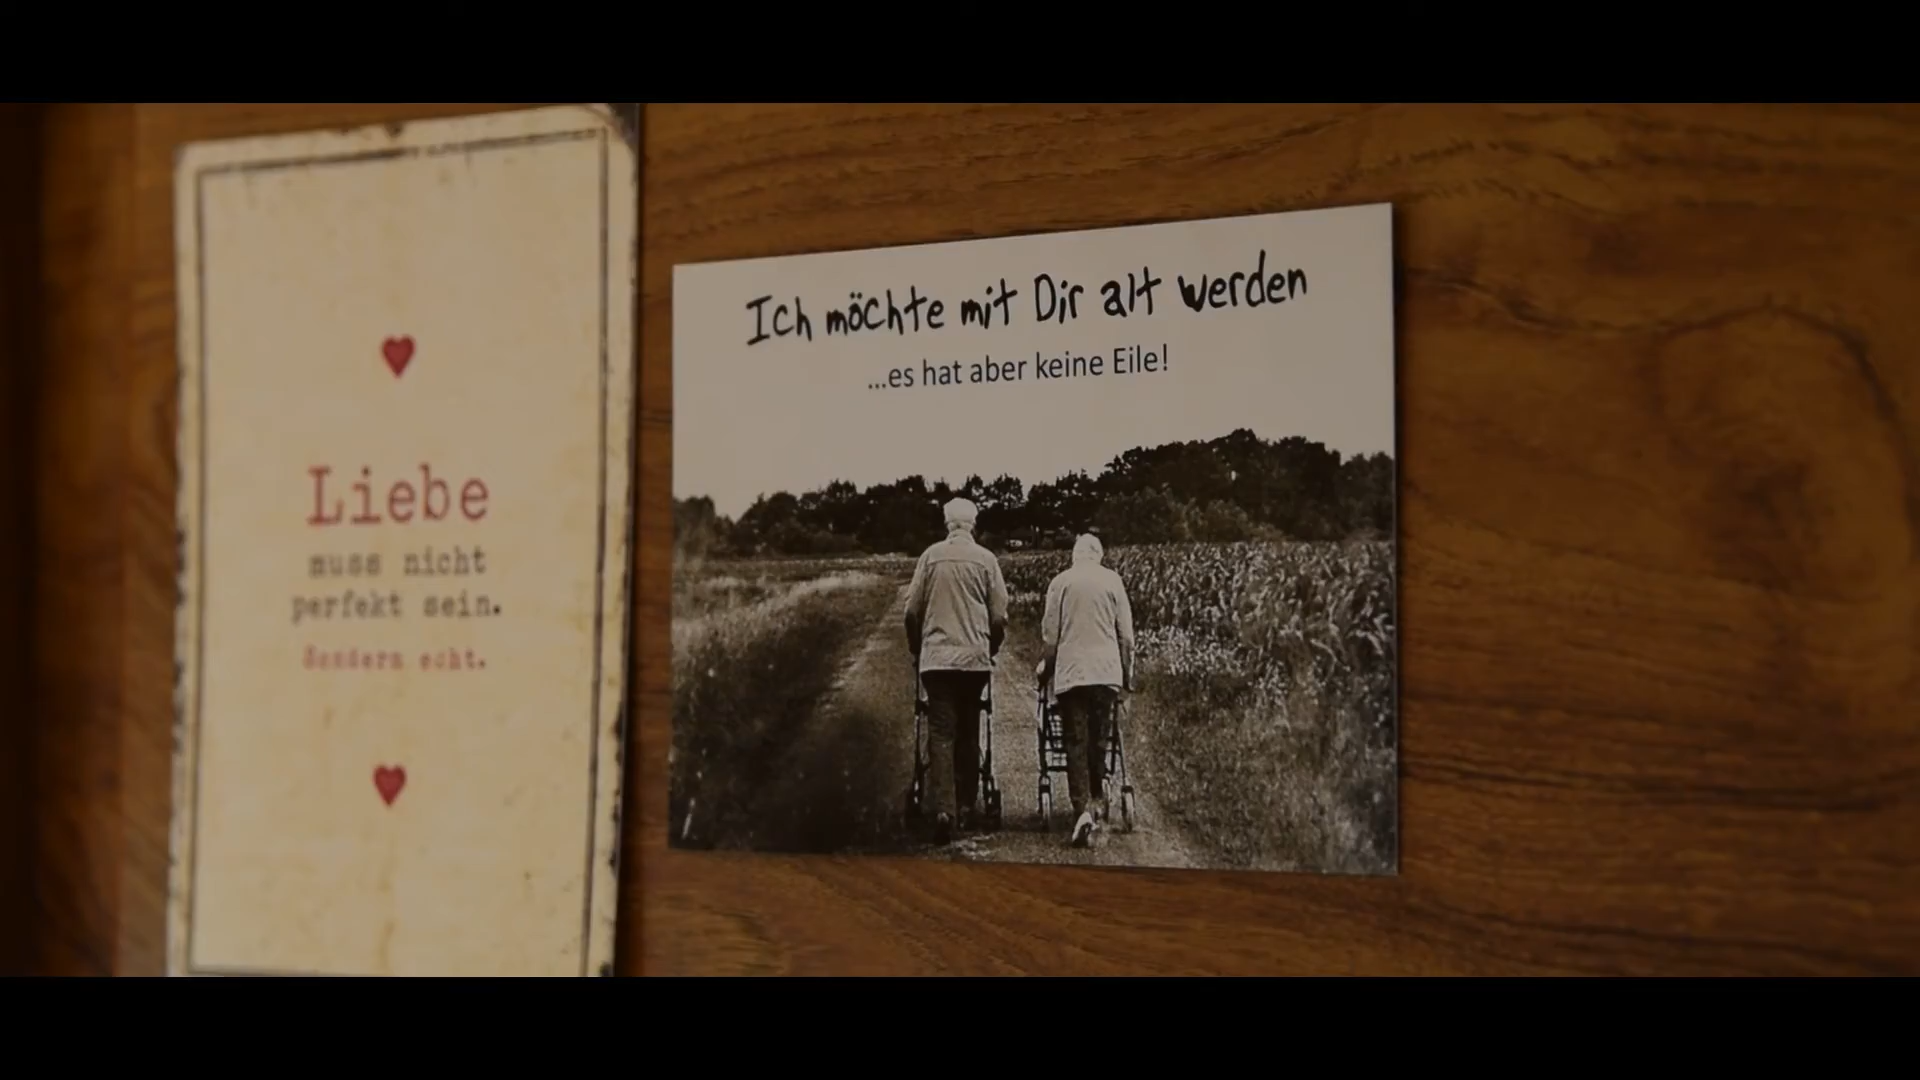 Liebe
muss nicht
perfekt sein.
Sondern echt.
Ich möchte mit Dir alt werden
...es hat aber keine Eile!